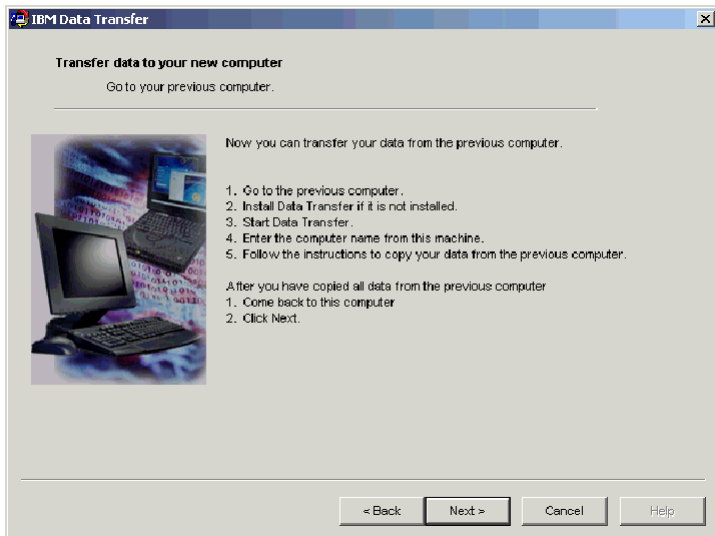 IBM Data Transfer
Transfer data to your new computer
Go to your previous computer.
Now you can transfer your data from the previous computer.
1. Go to the previous computer.
2. Install Data Transfer if it is not installed.
3. Start Data Transfer.
4. Enter the computer name from this machine.
5. Follow the instructions to copy your data from the previous computer.
After you have copied all data from the previous computer
1. Come back to this computer
2. Click Next.
< Back
Next >
Cancel
Help